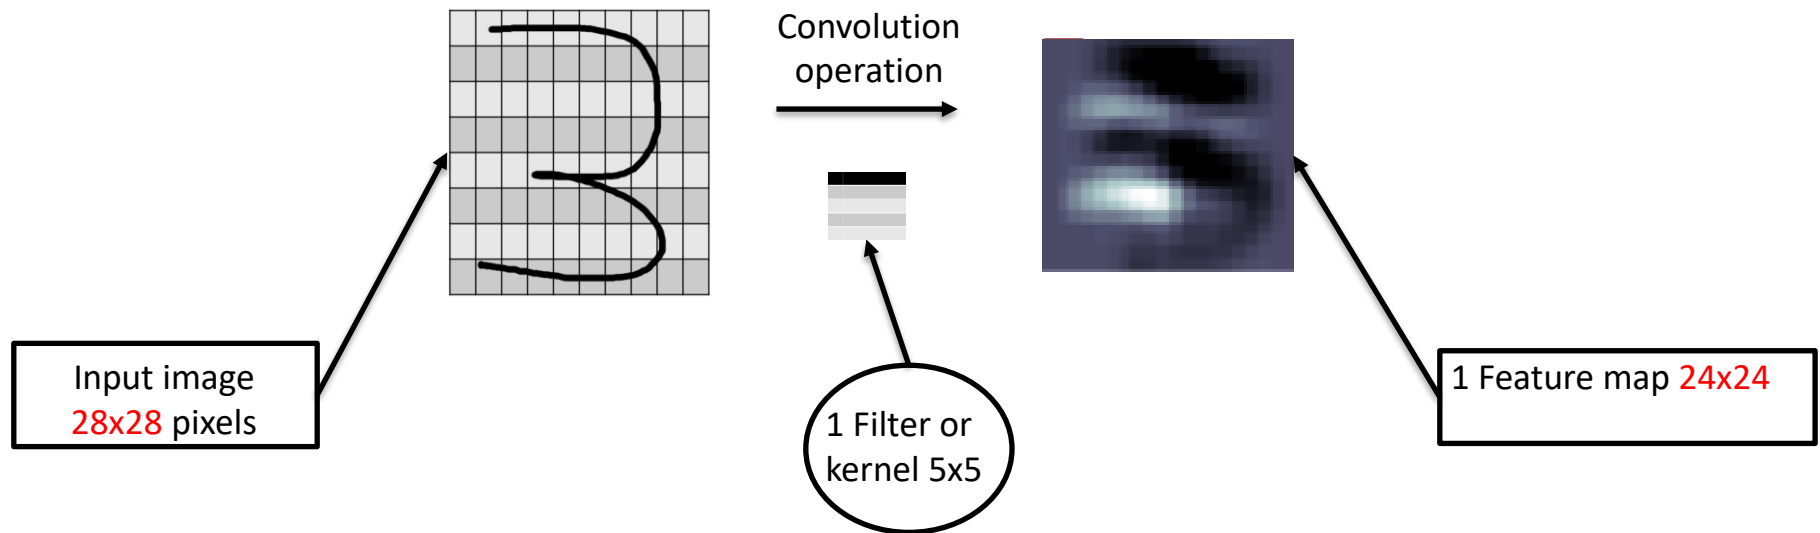 Convolution
operation
Input image
28x28 pixels
1 Filter or
kernel 5x5
1 Feature map 24x24